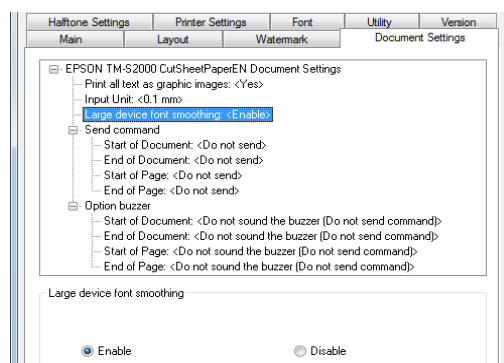 Halftone Settings Printer Settings Font Utility Version
Main Layout Watermark Document Settings
EPSON TM-S2000 CutSheetPaperEN Document Settings
Print all text as graphic images: <Yes>
Input Unit: <0.1 mm>
Large device font smoothing: <Enable>
Send command
Start of Document: <Do not send>
End of Document: <Do not send>
Start of Page: <Do not send>
End of Page: <Do not send>
Option buzzer
Start of Document: <Do not sound the buzzer (Do not send command)>
End of Document: <Do not sound the buzzer (Do not send command)>
Start of Page: <Do not sound the buzzer (Do not send command)>
End of Page: <Do not sound the buzzer (Do not send command)>
Large device font smoothing
Enable Disable